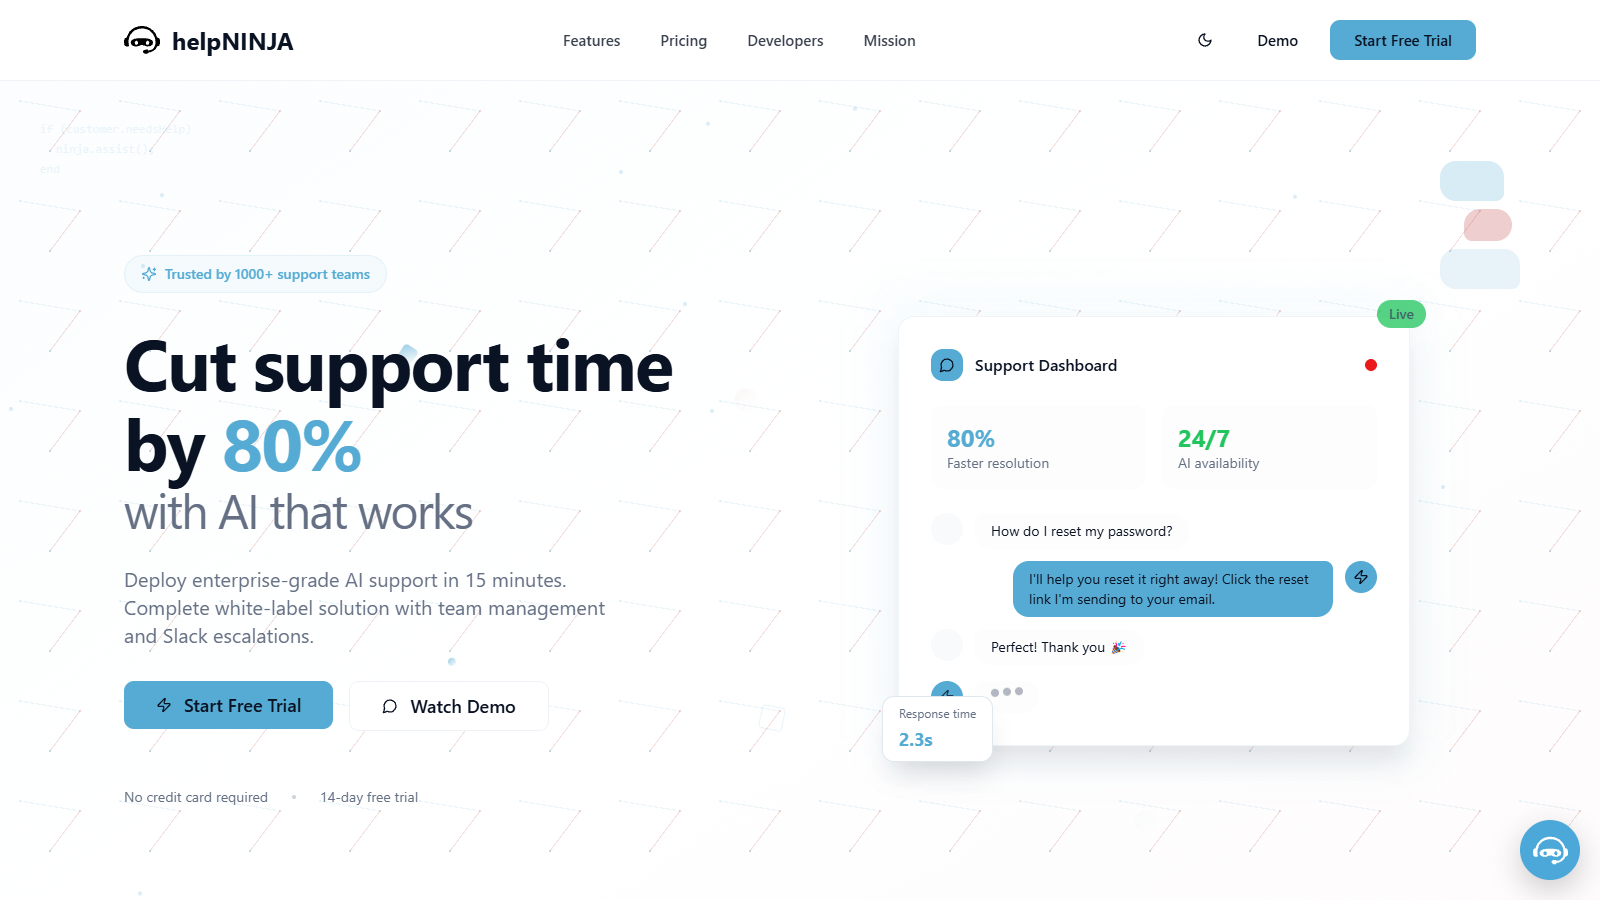 helpNINJA
Features
Pricing
Developers
Mission
Demo
Start Free Trial
if (customer.needsHelp)
ninja.assist();
end
Trusted by 1000+ support teams
Cut support time
by 80%
with AI that works
Deploy enterprise-grade AI support in 15 minutes.
Complete white-label solution with team management
and Slack escalations.
Start Free Trial
Watch Demo
No credit card required
14-day free trial
Live
Support Dashboard
80%
Faster resolution
24/7
AI availability
How do I reset my password?
I'll help you reset it right away! Click the reset
link I'm sending to your email.
Perfect! Thank you 🎉
Response time
2.3s